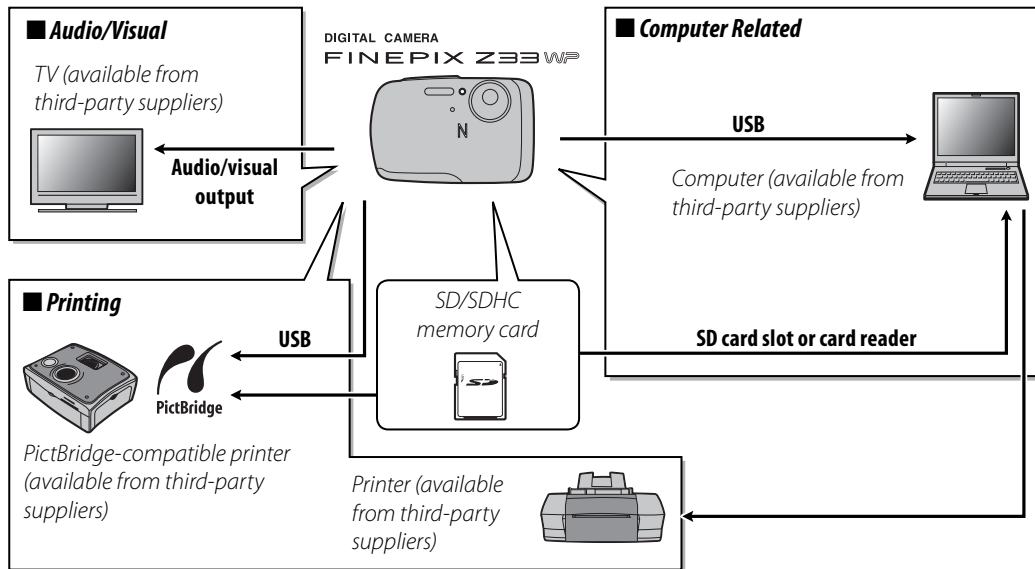 ■ Audio/Visual
TV (available from
third-party suppliers)
Audio/visual
output
DIGITAL CAMERA
FINEPIX Z33WP
N
■ Computer Related
USB
Computer (available from
third-party suppliers)
SD card slot or card reader
SD/SDHC
memory card
SD
■ Printing
USB
PictBridge
PictBridge-compatible printer
(available from third-party
suppliers)
Printer (available
from third-party
suppliers)